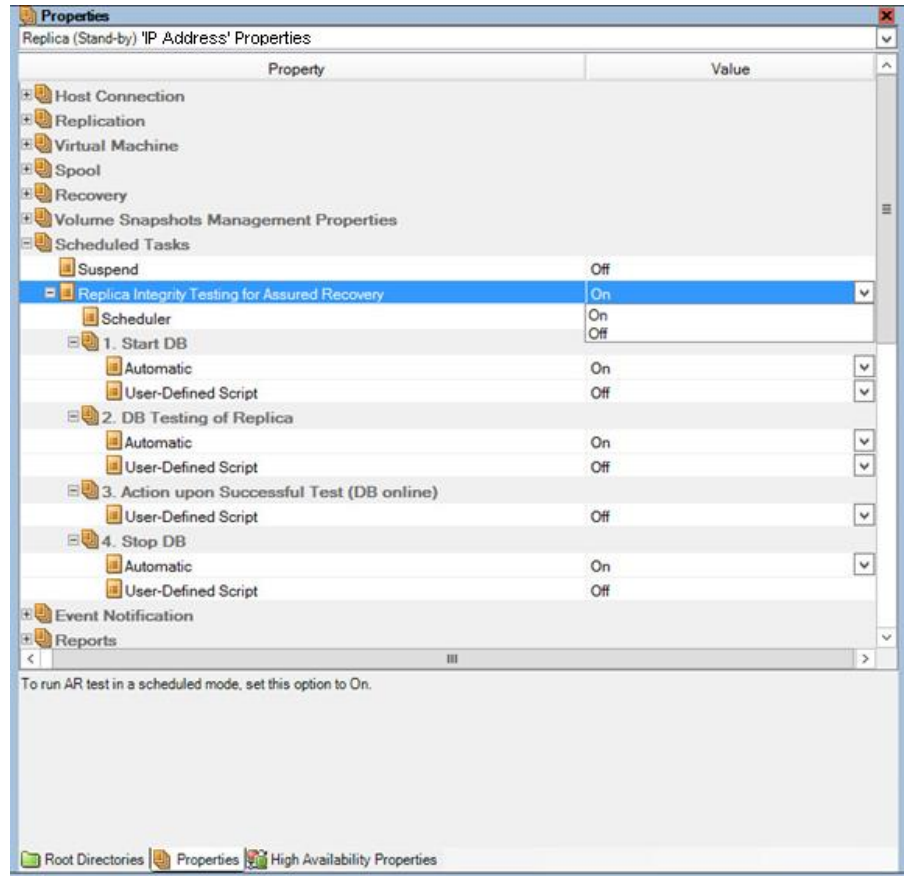 Properties
Replica (Stand-by) 'IP Address' Properties
Property Value
Host Connection
Replication
Virtual Machine
Spool
Recovery
Volume Snapshots Management Properties
Scheduled Tasks
Suspend Off
Replica Integrity Testing for Assured Recovery On
Scheduler On
Off
1. Start DB
Automatic On
User-Defined Script Off
2. DB Testing of Replica
Automatic On
User-Defined Script Off
3. Action upon Successful Test (DB online)
User-Defined Script Off
4. Stop DB
Automatic On
User-Defined Script Off
Event Notification
Reports
To run AR test in a scheduled mode, set this option to On.
Root Directories Properties High Availability Properties